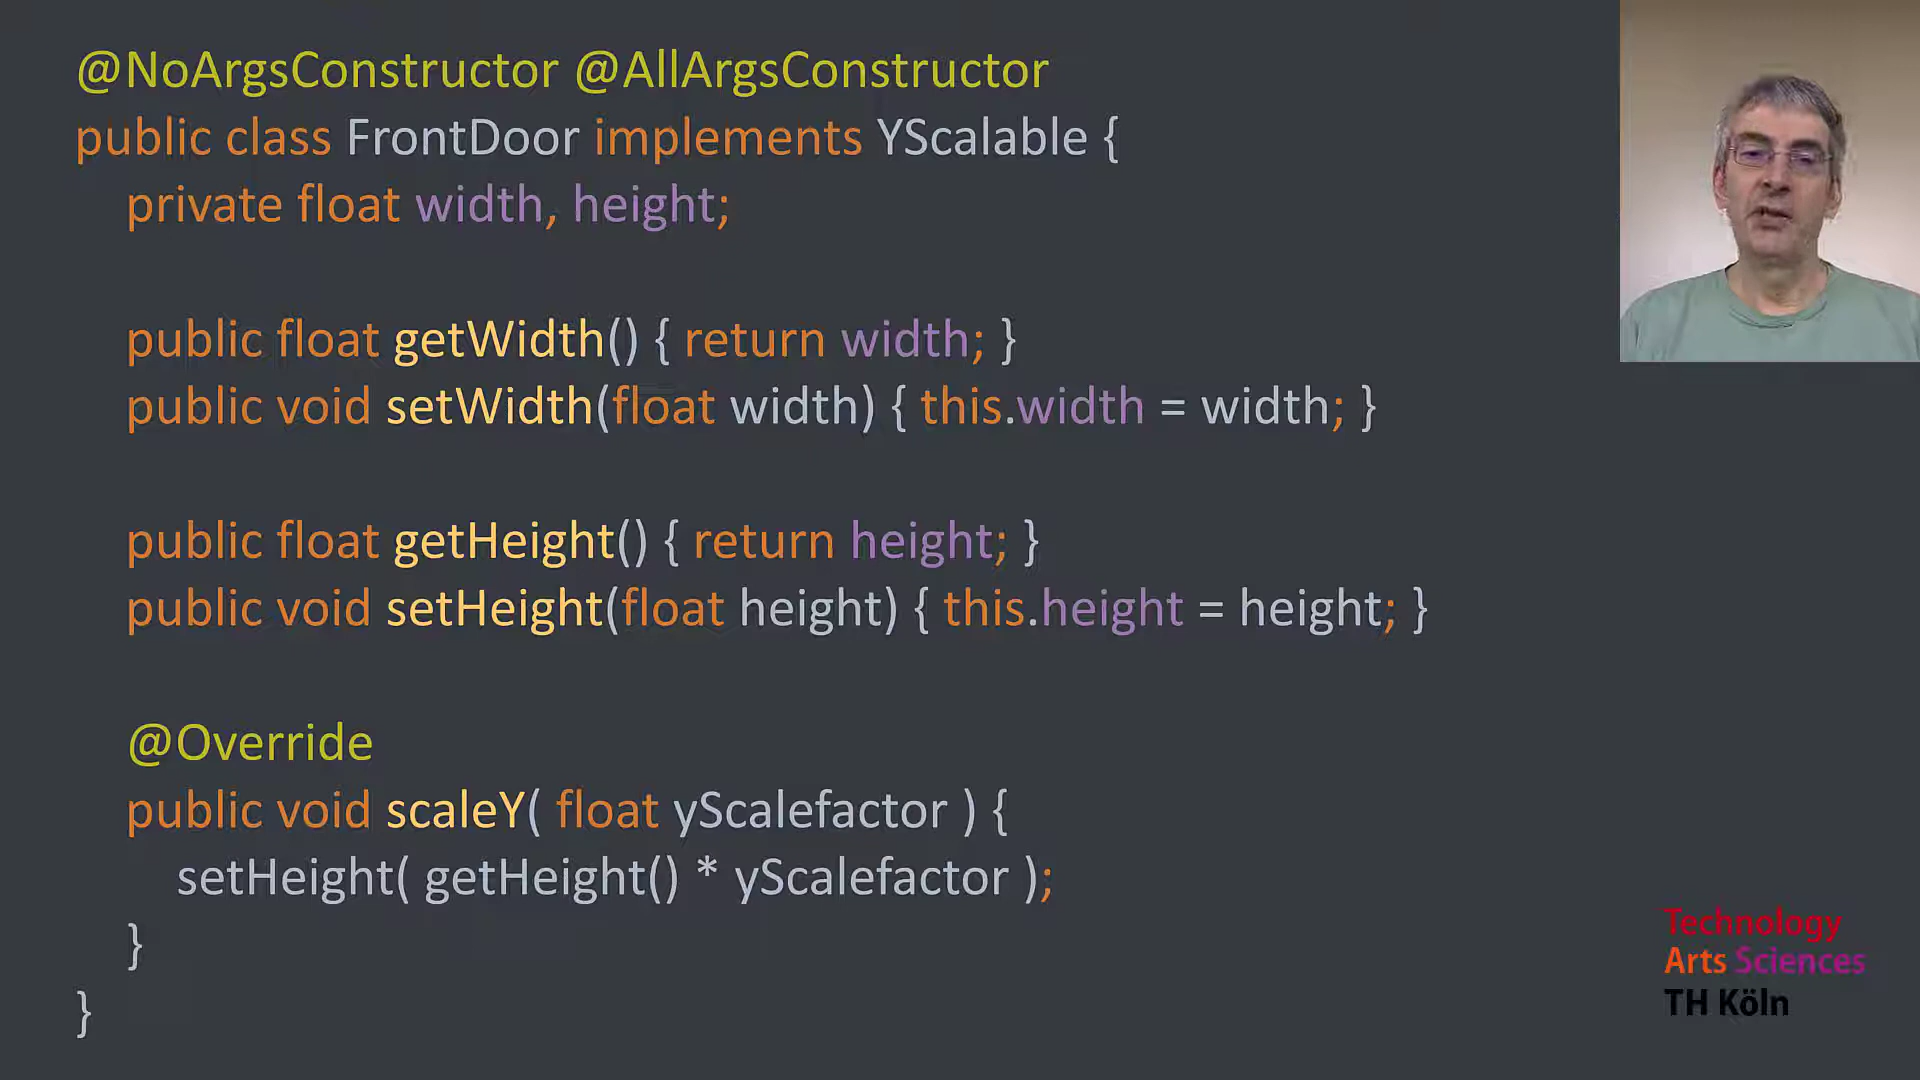 @NoArgsConstructor @AllArgsConstructor
public class FrontDoor implements YScalable {
private float width, height;
public float getWidth() { return width; }
public void setWidth(float width) { this.width = width; }
public float getHeight() { return height; }
public void setHeight(float height) { this.height = height; }
@Override
public void scaleY( float yScalefactor ) {
setHeight( getHeight() * yScalefactor );
}
}
Technology
Arts Sciences
TH Köln